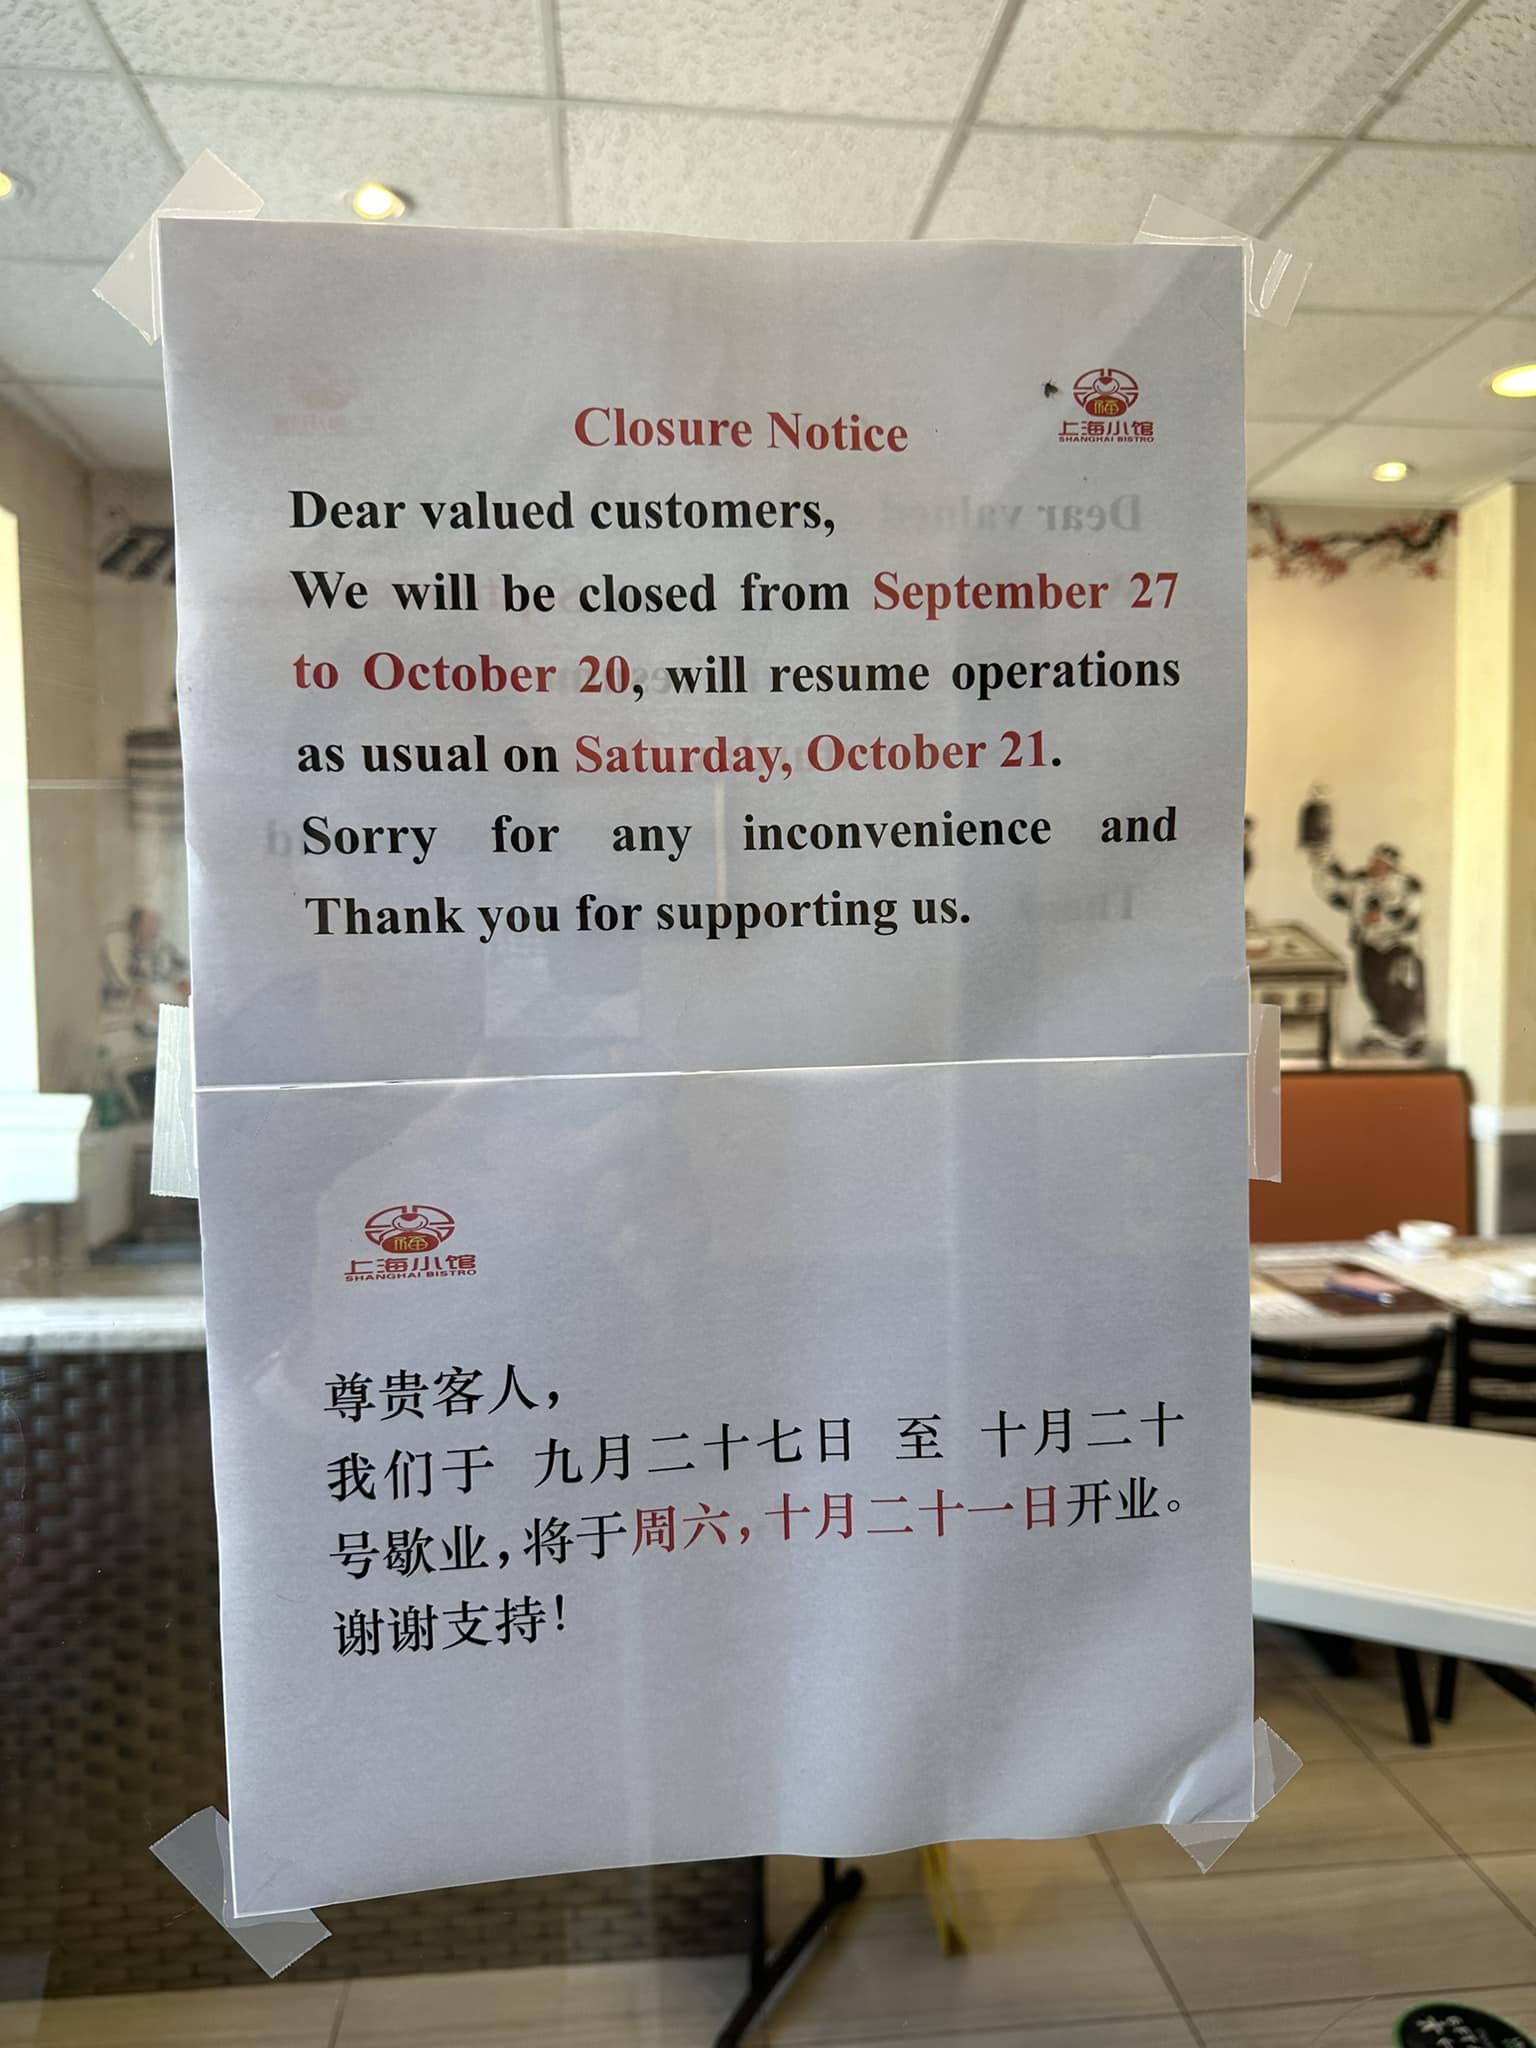 Closure Notice
上海小馆
SHANGHAI BISTRO
Dear valued customers,
We will be closed from September 27
to October 20, will resume operations
as usual on Saturday, October 21.
Sorry for any inconvenience and
Thank you for supporting us.
福
上海小馆
SHANGHAI BISTRO
尊贵客人，
我们于 九月二十七日 至 十月二十
号歇业，将于周六，十月二十一日开业。
谢谢支持！